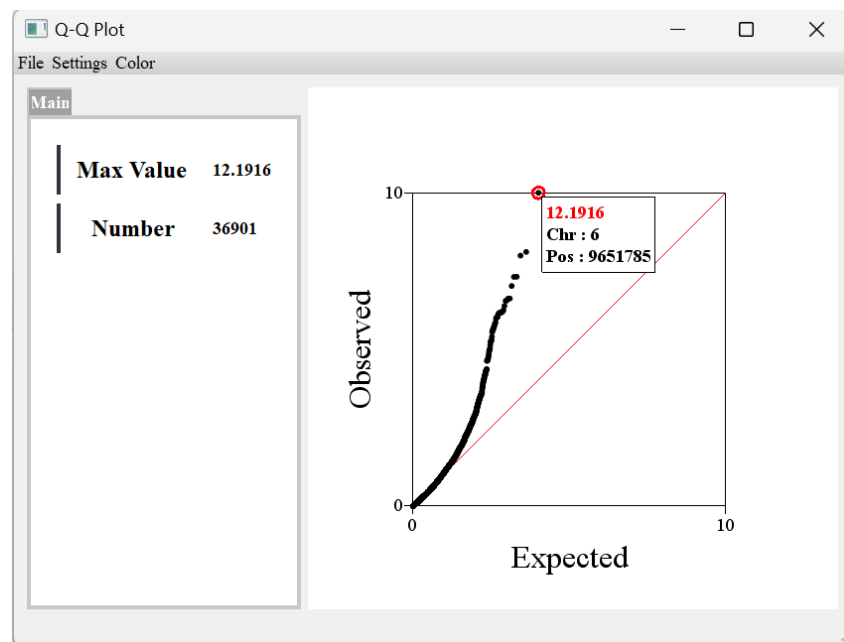 Q-Q Plot
File Settings Color
Main
Max Value 12.1916
Number 36901
10
12.1916
Chr : 6
Pos : 9651785
Observed
0
0 10
Expected